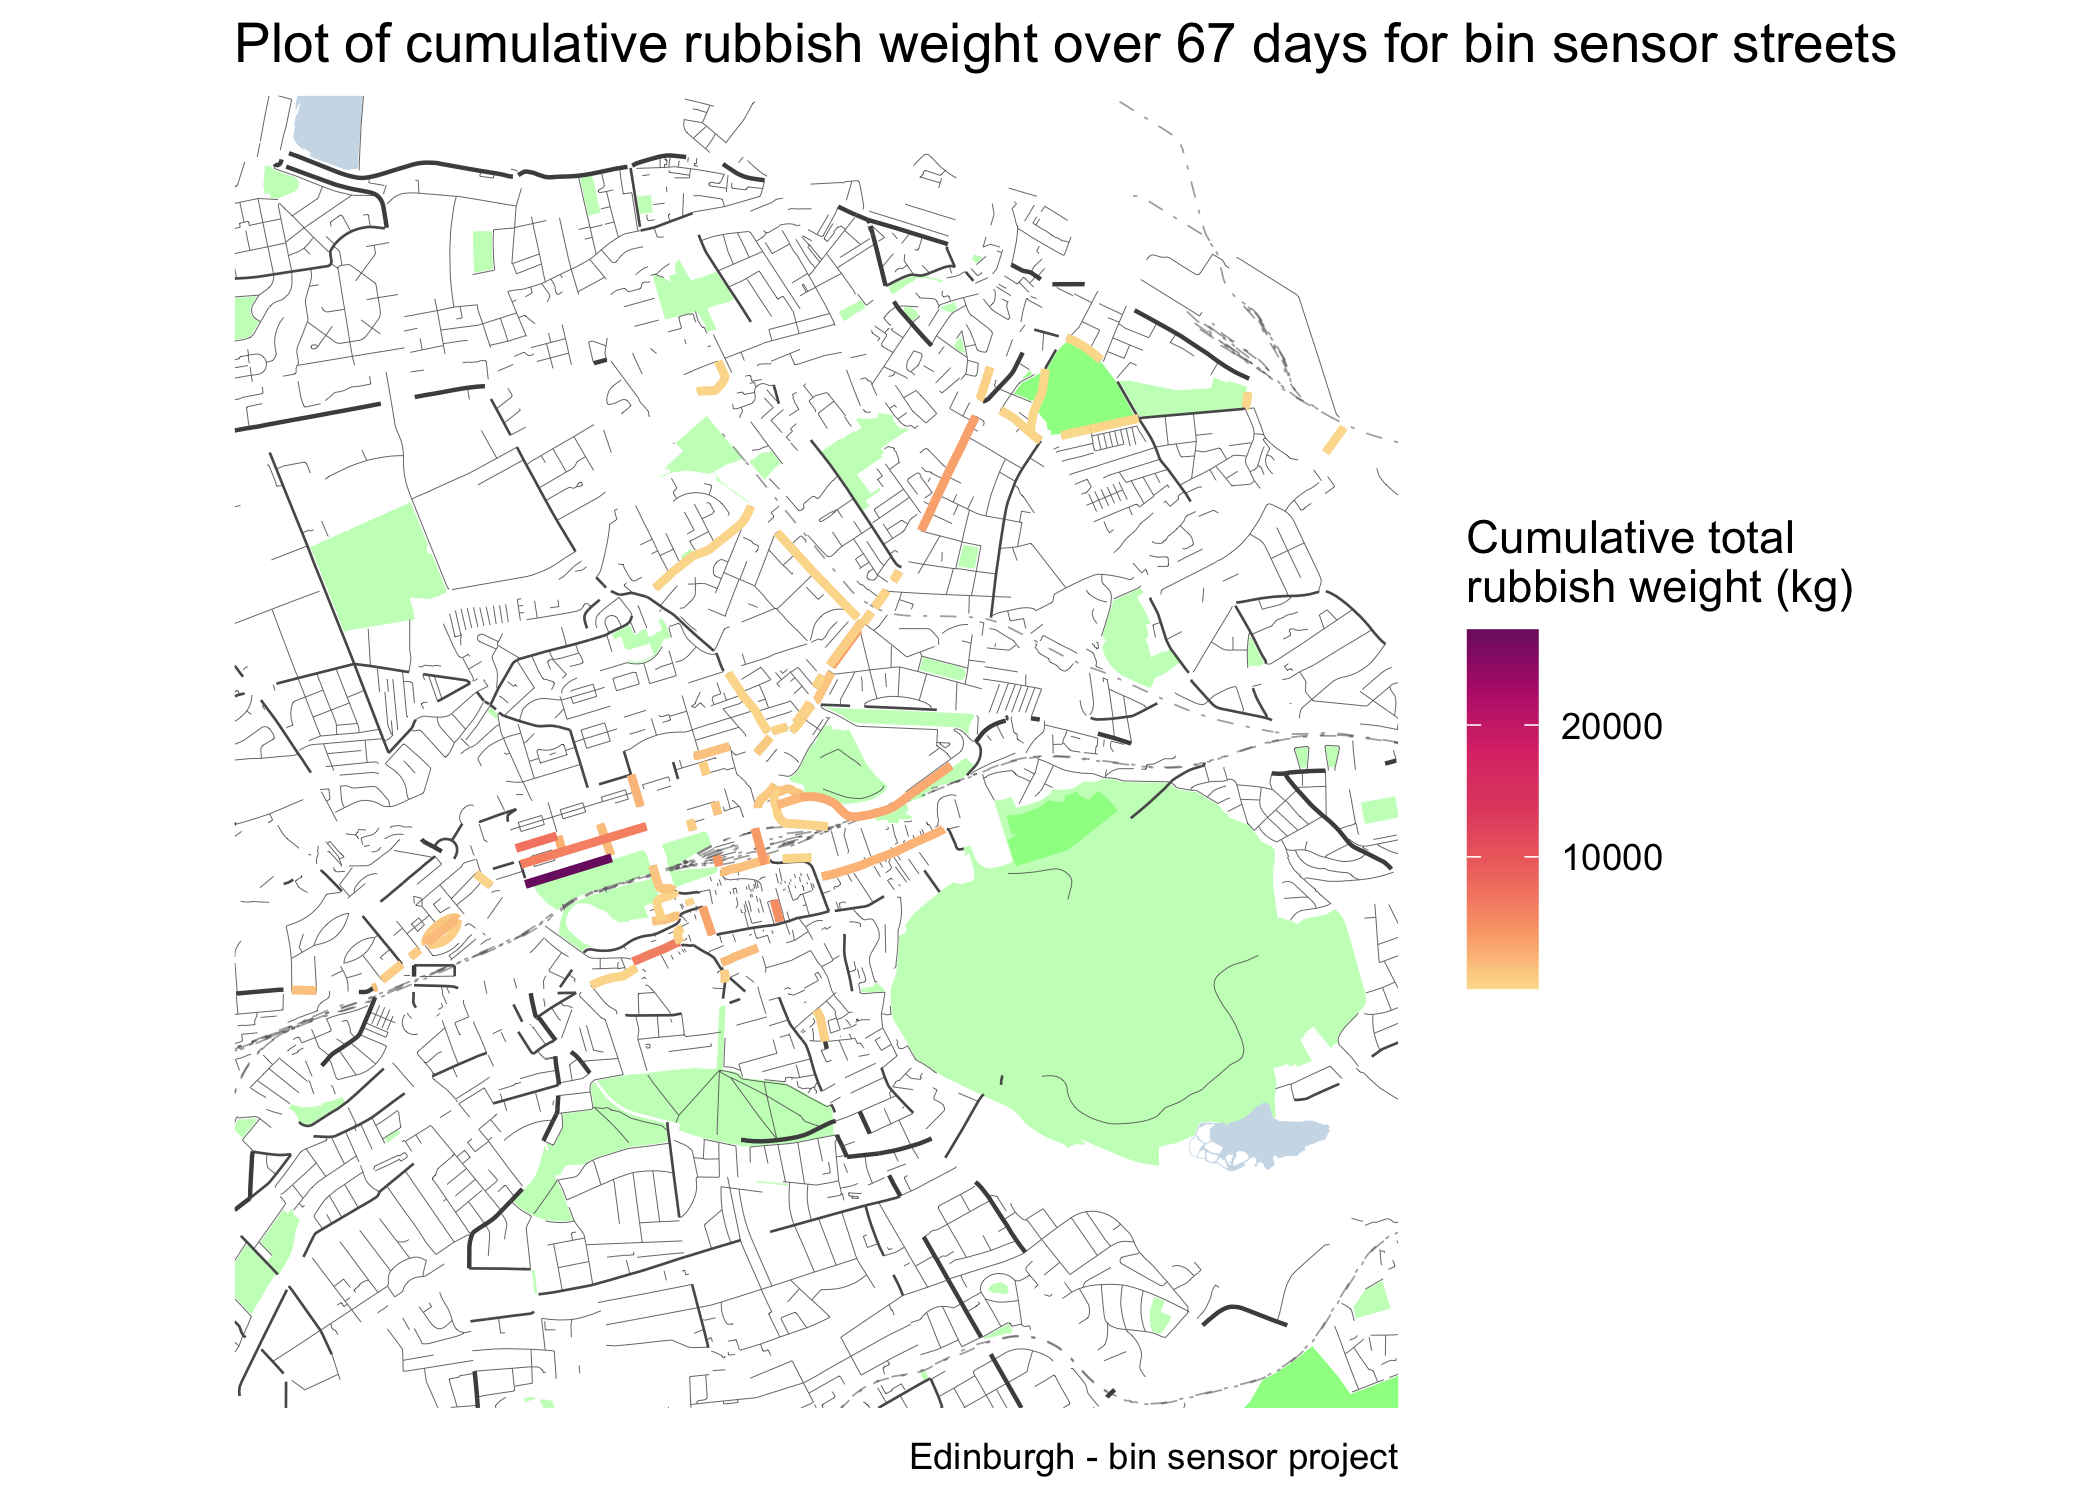 Plot of cumulative rubbish weight over 67 days for bin sensor streets
Cumulative total
rubbish weight (kg)
20000
10000
Edinburgh - bin sensor project